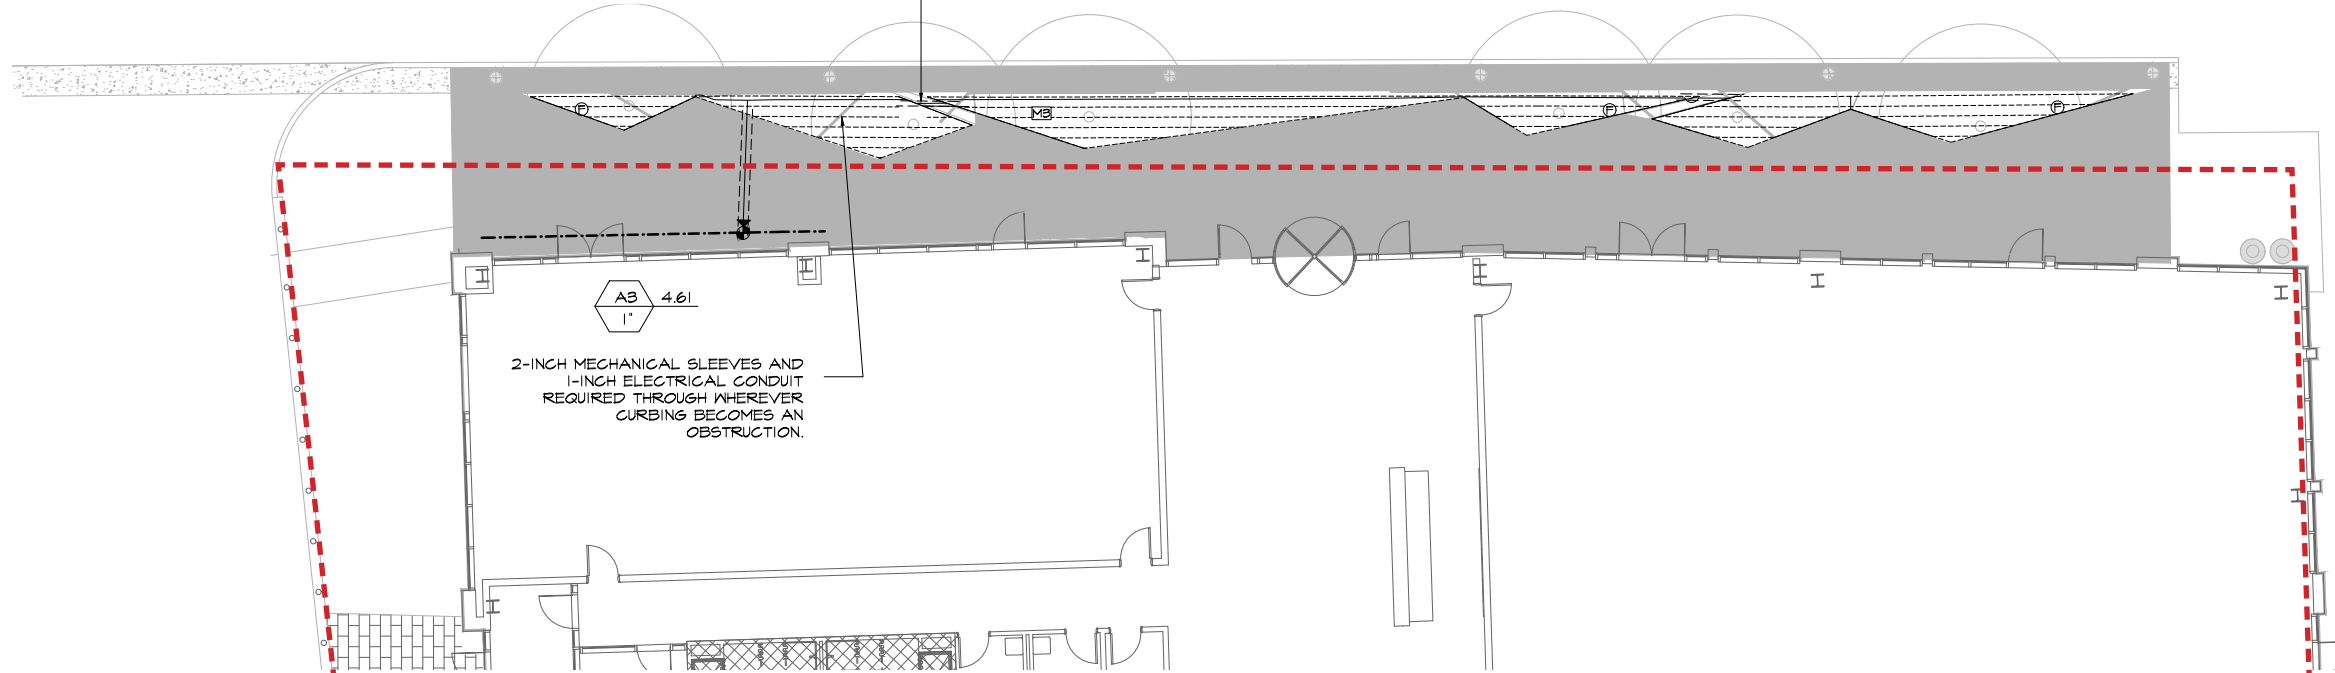 F
M3
F
F
A3 4.61
1"
2-INCH MECHANICAL SLEEVES AND
1-INCH ELECTRICAL CONDUIT
REQUIRED THROUGH WHEREVER
CURBING BECOMES AN
OBSTRUCTION.